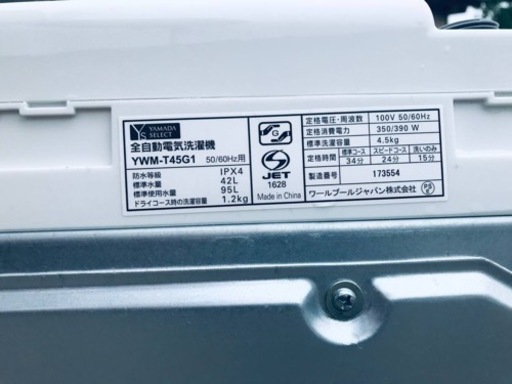 YS YAMADA SELECT
全自動電気洗濯機
YWM-T45G1 50/60Hz用
防水等級 IPX4
標準水量 42L
標準使用水量 95L
ドライコース時の洗濯容量 1.2kg
G
S
JET
1628
Made in China
定格電圧・周波数 100V 50/60Hz
定格消費電力 350/390 W
標準洗濯容量 4.5kg
定格時間 標準コース スピードコース 洗いのみ
34分 24分 15分
製造番号 173554
ワールプールジャパン株式会社
PSE